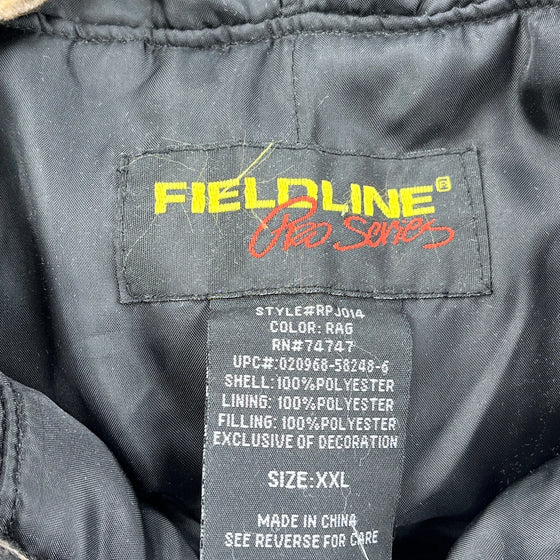 FIELDLINE®
Pro Series
STYLE#RPJ014
COLOR: RAG
RN#74747
UPC#:020968-58248-6
SHELL: 100%POLYESTER
LINING: 100%POLYESTER
FILLING: 100%POLYESTER
EXCLUSIVE OF DECORATION
SIZE:XXL
MADE IN CHINA
SEE REVERSE FOR CARE